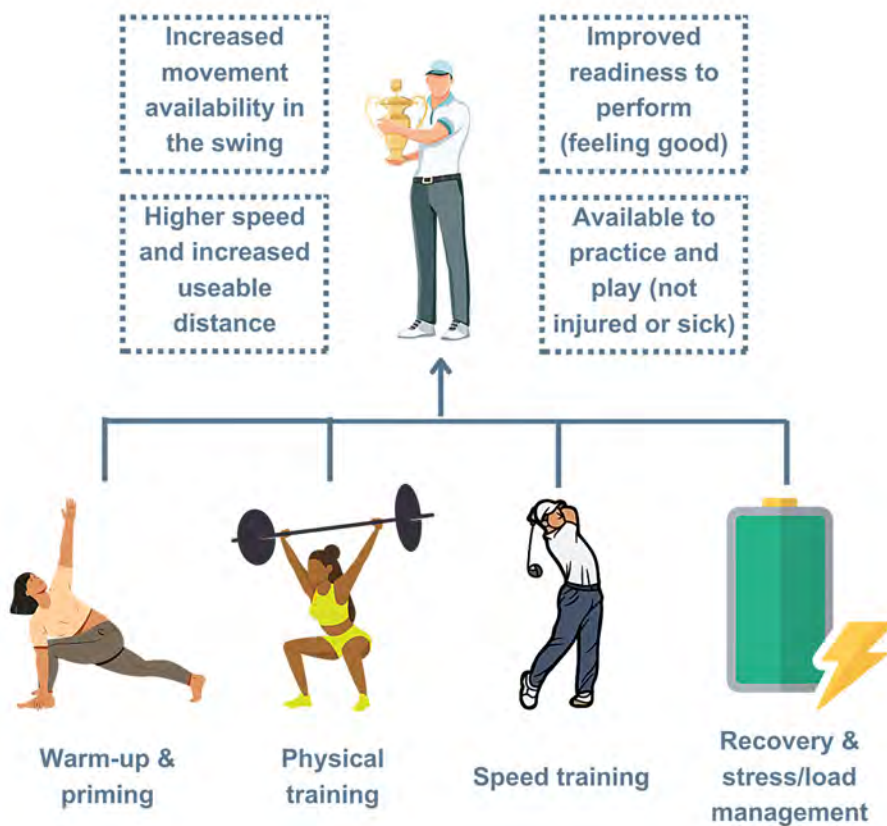 Increased
movement
availability in
the swing
Improved
readiness to
perform
(feeling good)
Higher speed
and increased
useable
distance
Available to
practice and
play (not
injured or sick)
Warm-up &
priming
Physical
training
Speed training
Recovery &
stress/load
management